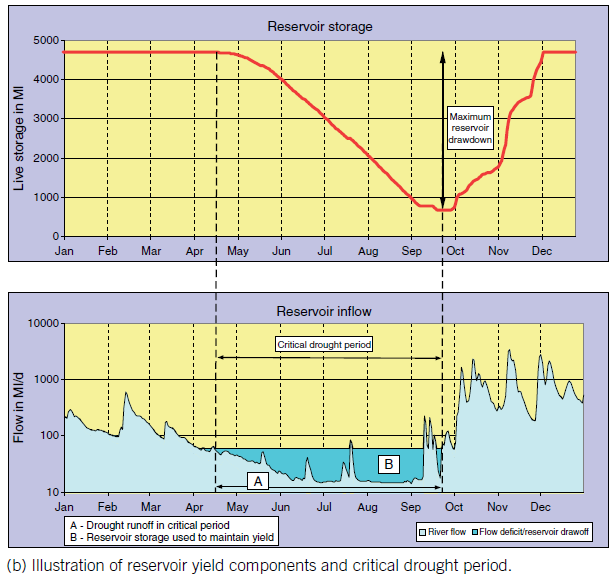 Reservoir storage
Live storage in Ml
5000
4000
3000
2000
1000
0
Maximum
reservoir
drawdown
Jan Feb Mar Apr May Jun Jul Aug Sep Oct Nov Dec
Reservoir inflow
Flow in Ml/d
10000
1000
100
10
Critical drought period
A
B
Jan Feb Mar Apr May Jun Jul Aug Sep Oct Nov Dec
A - Drought runoff in critical period
B - Reservoir storage used to maintain yield
River flow Flow deficit/reservoir drawoff
(b) Illustration of reservoir yield components and critical drought period.